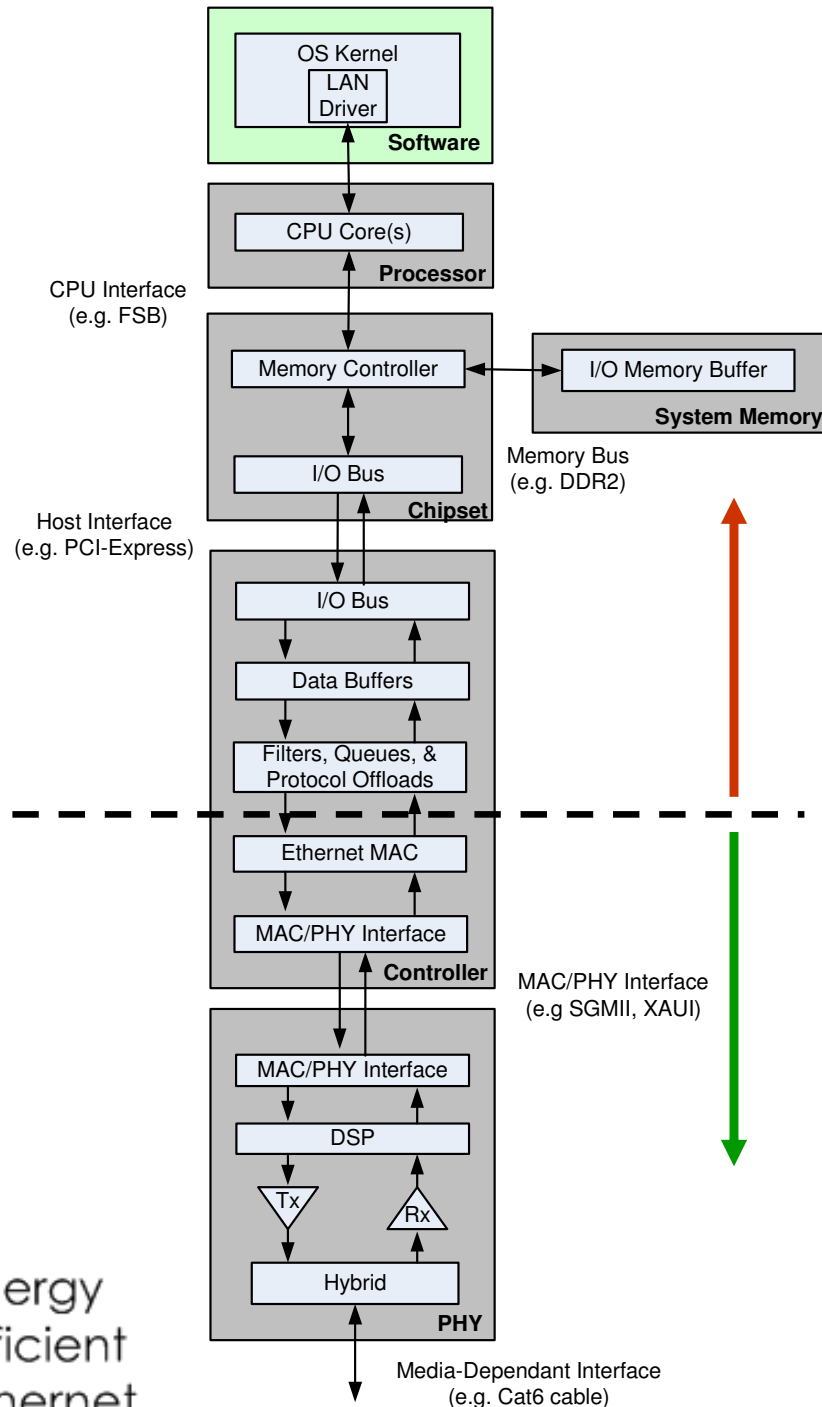 OS Kernel
LAN
Driver
Software
CPU Core(s)
Processor
CPU Interface
(e.g. FSB)
Memory Controller
I/O Memory Buffer
System Memory
Memory Bus
(e.g. DDR2)
I/O Bus
Chipset
Host Interface
(e.g. PCI-Express)
I/O Bus
Data Buffers
Filters, Queues, &
Protocol Offloads
Ethernet MAC
MAC/PHY Interface
Controller
MAC/PHY Interface
(e.g SGMII, XAUI)
MAC/PHY Interface
DSP
Tx
Rx
Hybrid
PHY
Media-Dependant Interface
(e.g. Cat6 cable)
ergy
ficient
hernet